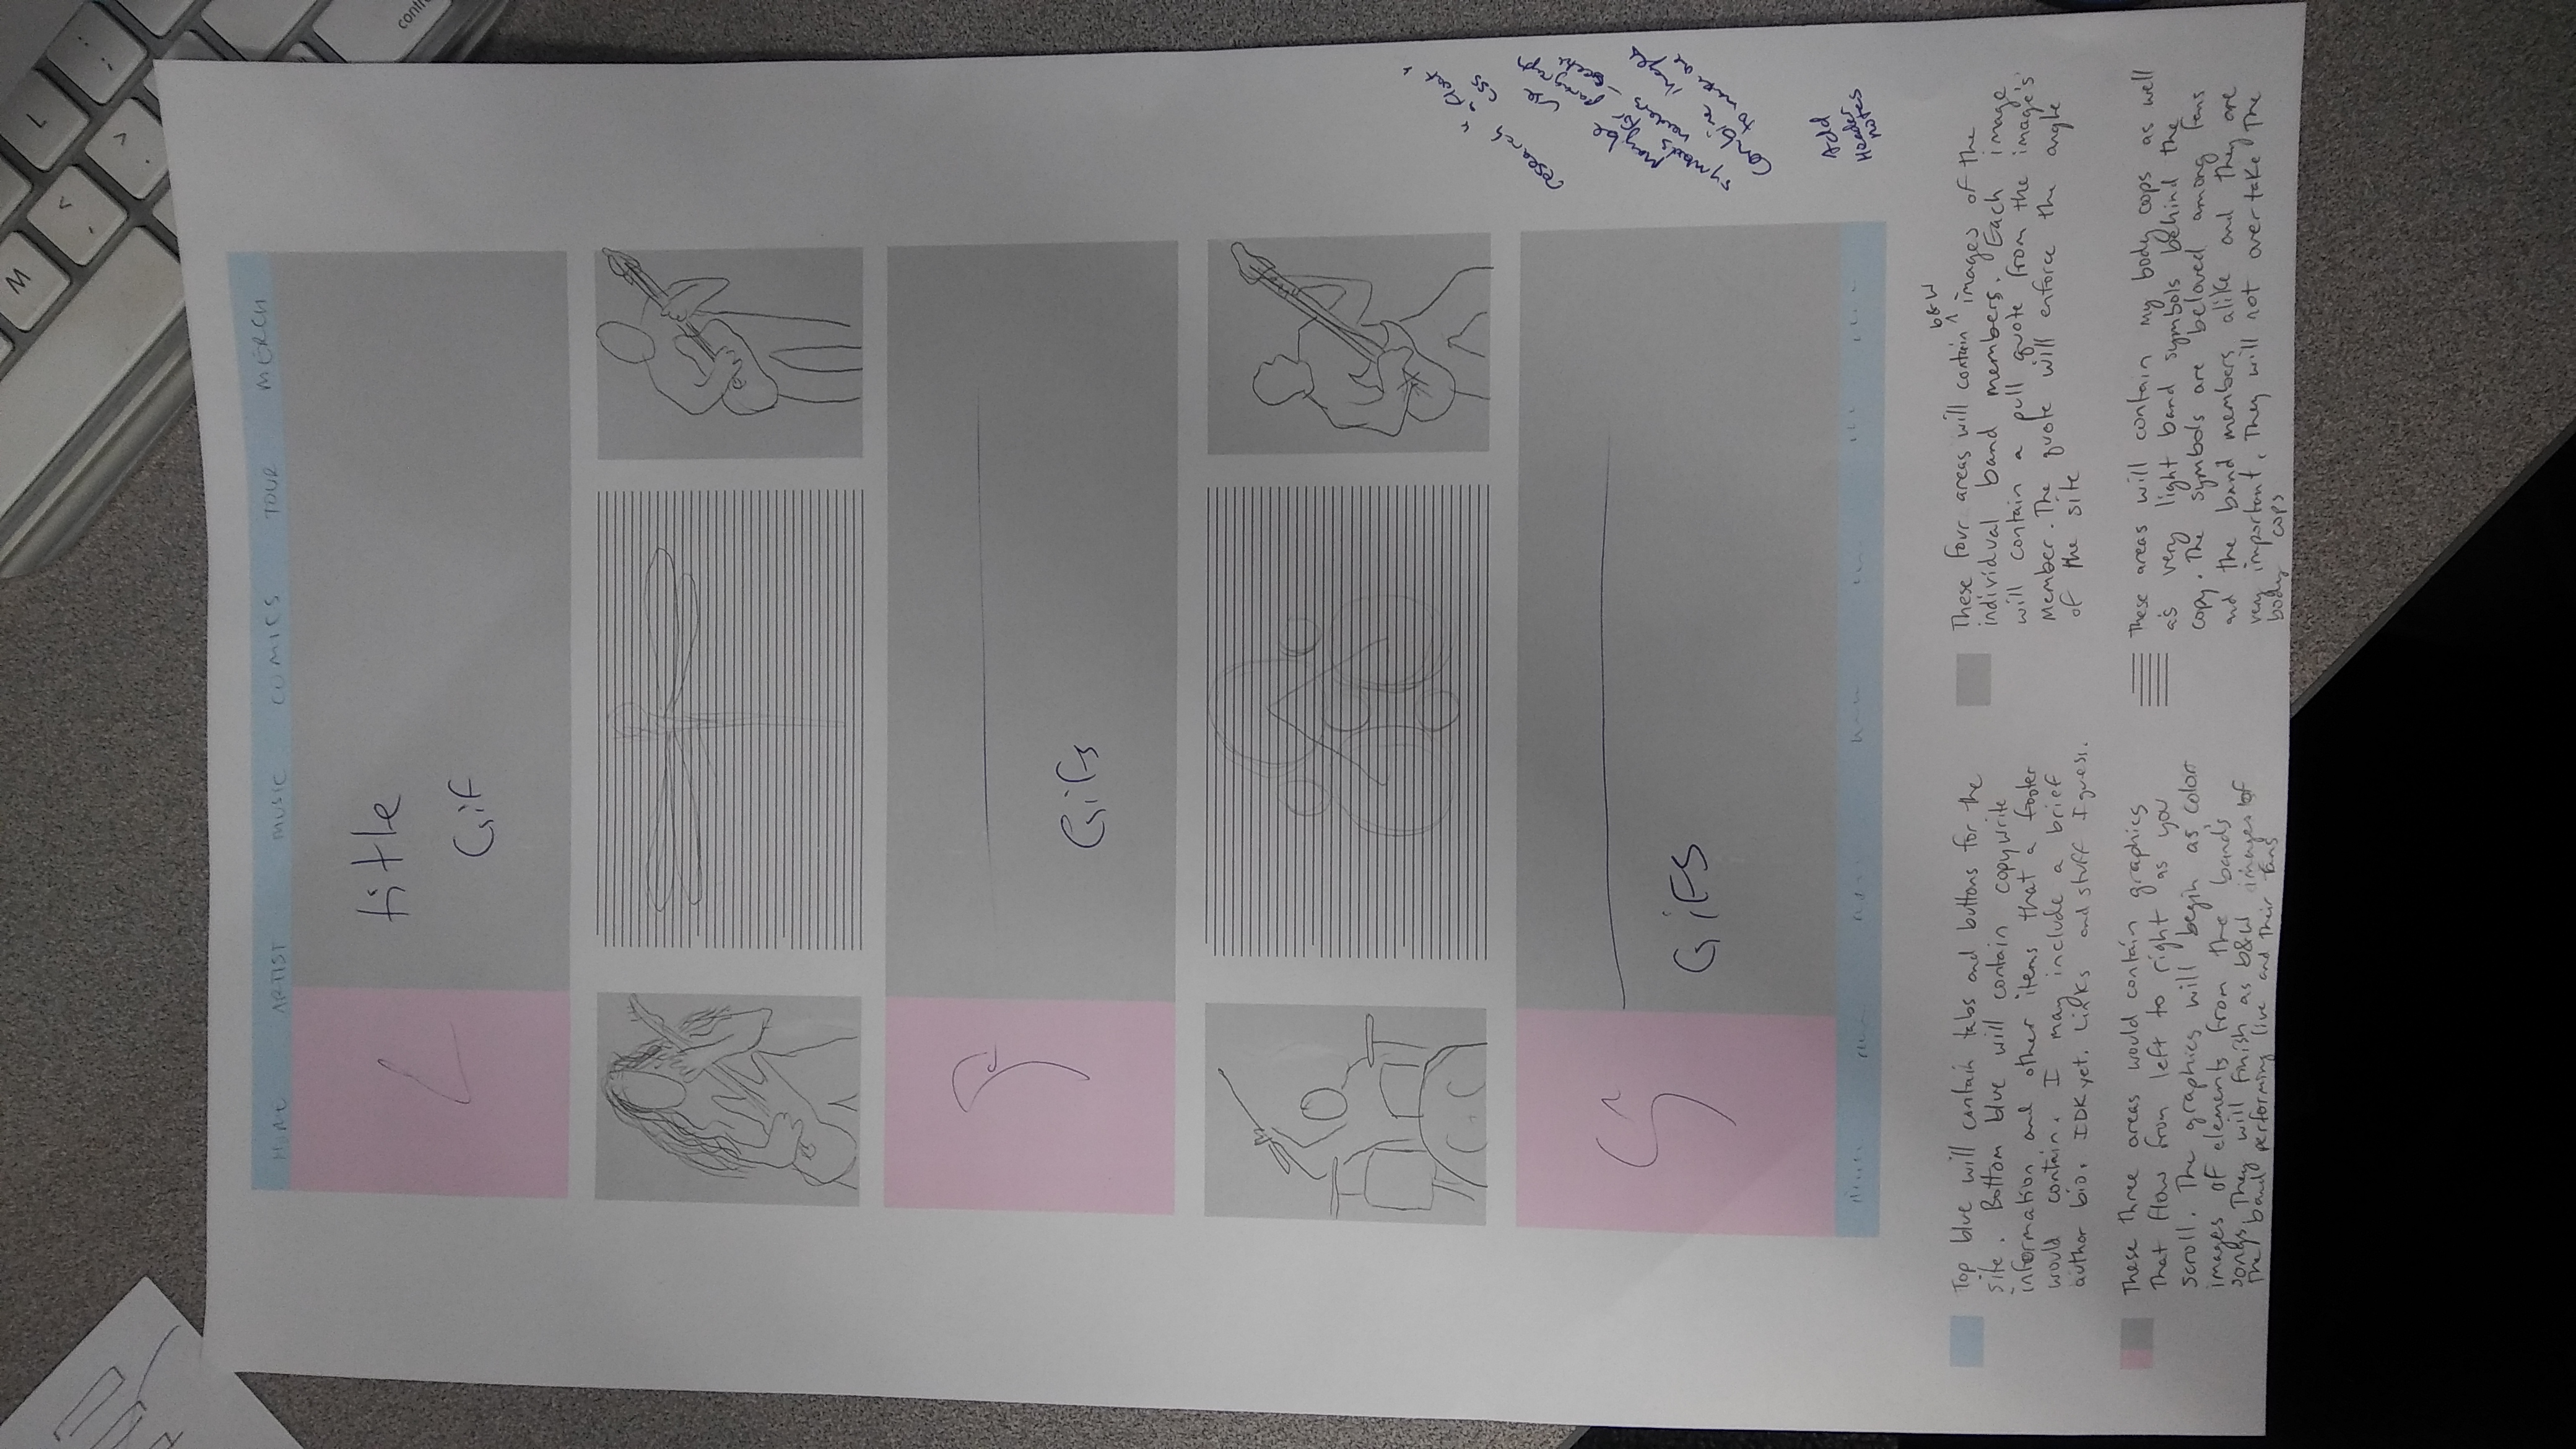 M
L
<
,
>
.
:
;
contr
HOME ARTIST MUSIC COMICS TOUR MERCH
title
Gif
Gifs
GiFS
research "Float"
use css
Maybe
symbols for paragraph
headers
Combine images
to make one
Add
Header
notes
Top blue will contain tabs and buttons for the
site. Bottom blue will contain copywrite
information and other items that a footer
would contain. I may include a brief
author bio. IDK yet. Links and stuff I guess.
These three areas would contain graphics
That flow from left to right as you
scroll. The graphics will begin as color
images of elements from the bands
songs. They will finish as b&w images of
the band performing live and their fans
b&w
These four areas will contain ^ images of the
individual band members. Each image
will contain a pull quote from the image's
member. The quote will enforce the angle
of the site
These areas will contain my body cops as well
as very light band symbols behind the
copy. The symbols are beloved among fans
and the band members alike and they are
very important. They will not over take The
body cops